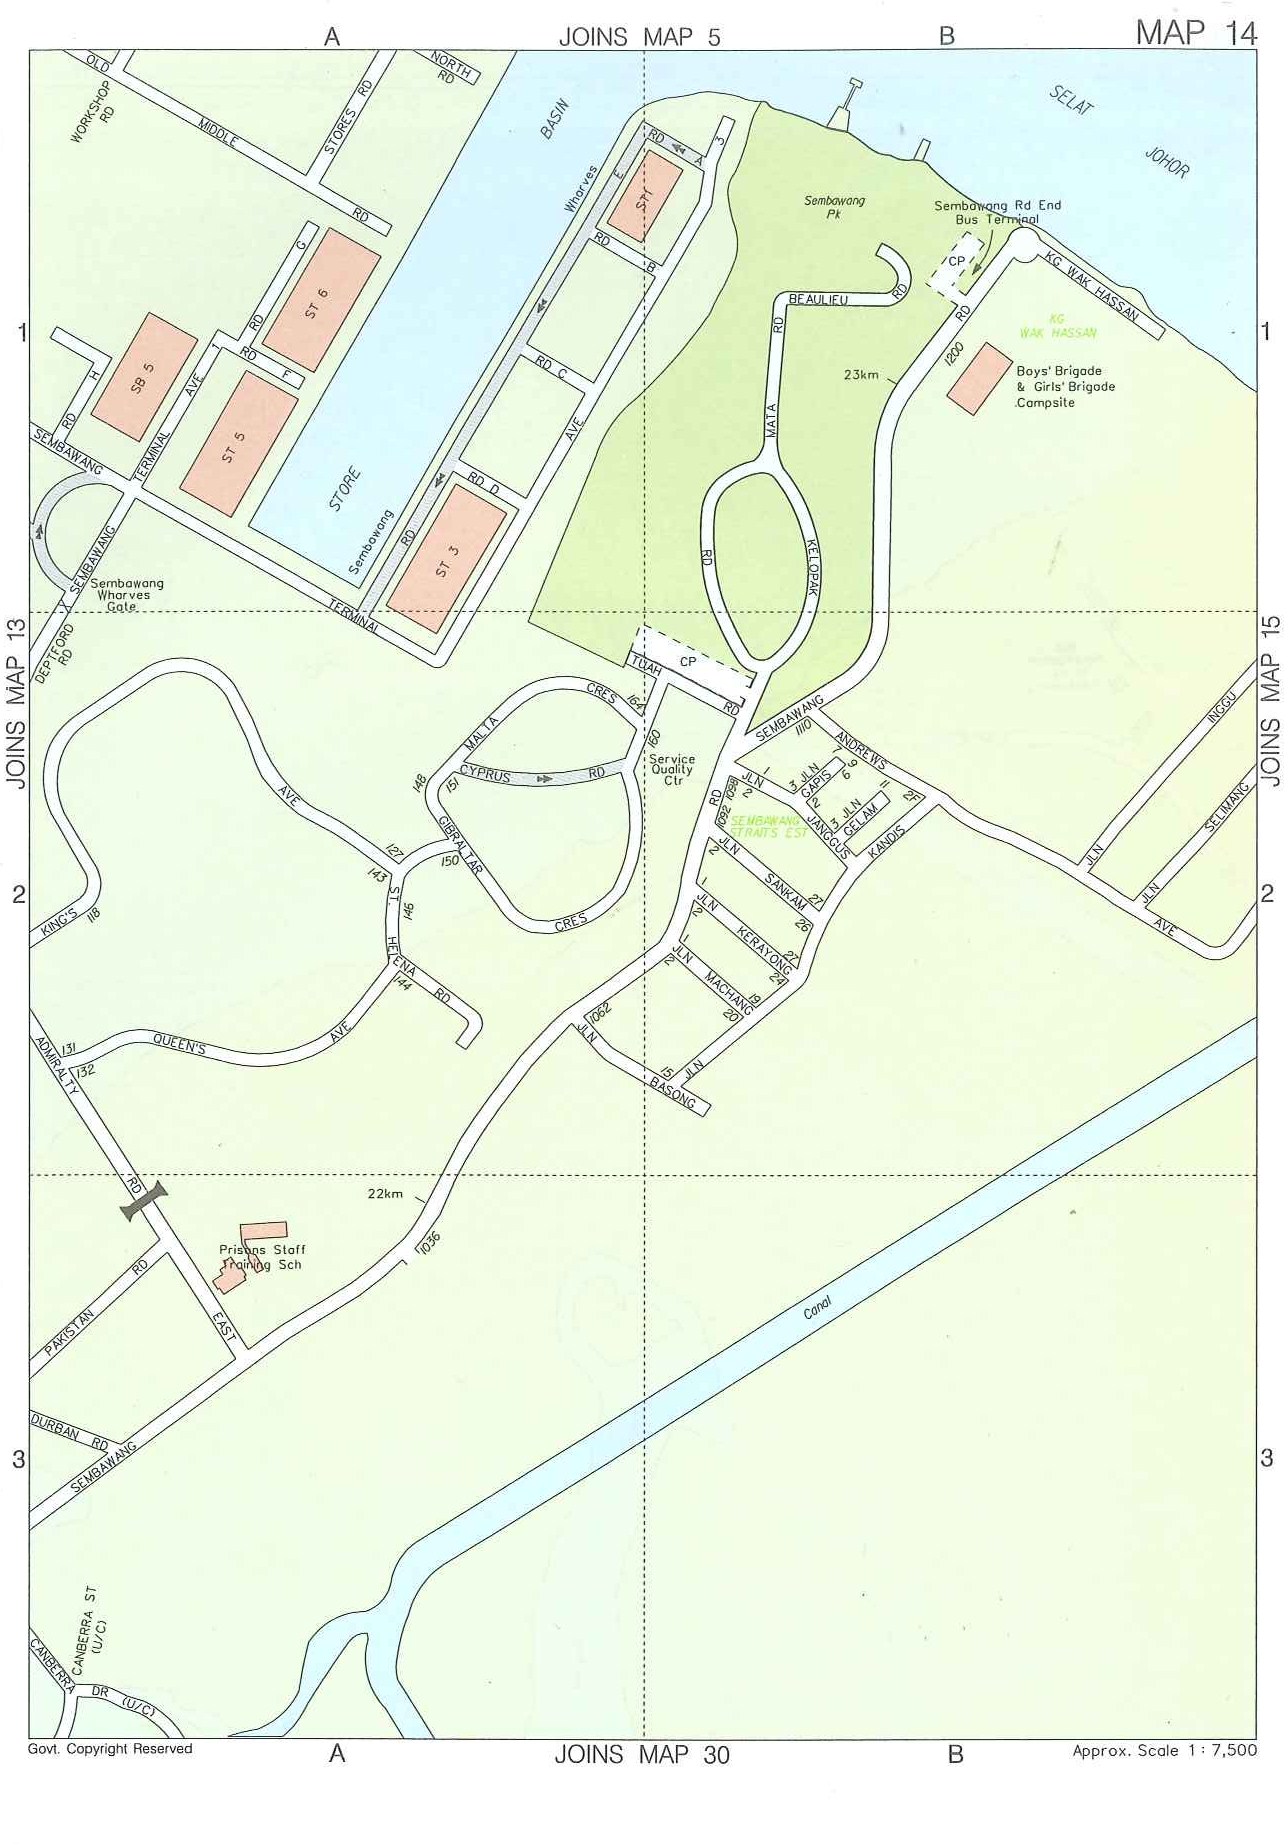 A
JOINS MAP 5
B
MAP 14
OLD
NORTH
RD
WORKSHOP
RD
MIDDLE
STORES RD
RD
BASIN
SELAT
JOHOR
Wharves
RD
A
3
E
ST1
RD
B
Sembawang
Pk
Sembawang Rd End
Bus Terminal
CP
KG WAK HASSAN
G
ST 6
RD
1
1
SB 5
H
RD
AVE
1
RD F
RD C
AVE
BEAULIEU
RD
RD
RD
KG
WAK HASSAN
1200
23km
Boys' Brigade
& Girls' Brigade
Campsite
MATA
SEMBAWANG
TERMINAL
ST 5
STORE
RD D
Sembawang
RD
ST 3
RD
KELOPAK
SEMBAWANG
X
Sembawang
Wharves
Gate
TERMINAL
DEPTFORD
RD
JOINS MAP 13
JOINS MAP 15
TUAH
CP
RD
CRES
164
160
MALTA
SEMBAWANG
1110
ANDREWS
INGGU
SELIMANG
CYPRUS
RD
148
151
Service
Quality
Ctr
RD
1098
1092
1
JLN
2
3
JLN
7
GAPIS
9
6
2
11
2F
3
JLN
GELAM
JANGGUS
KANDIS
SEMBAWANG
STRAITS EST
AVE
127
143
GIBRALTAR
150
JLN
2
SANKAM
27
26
JLN
JLN
AVE
2
2
KING'S
118
ST.
146
HELENA
144
RD
CRES
1
JLN
2
KERAYONG
27
24
1
JLN
2
MACHANG
19
20
ADMIRALTY
131
132
QUEEN'S
AVE
1062
JLN
15
JLN
BASONG
RD
22km
1036
Prisons Staff
Training Sch
PAKISTAN
RD
EAST
Canal
DURBAN RD
SEMBAWANG
3
3
CANBERRA ST
(U/C)
CANBERRA
DR (U/C)
Govt. Copyright Reserved
A
JOINS MAP 30
B
Approx. Scale 1 : 7,500